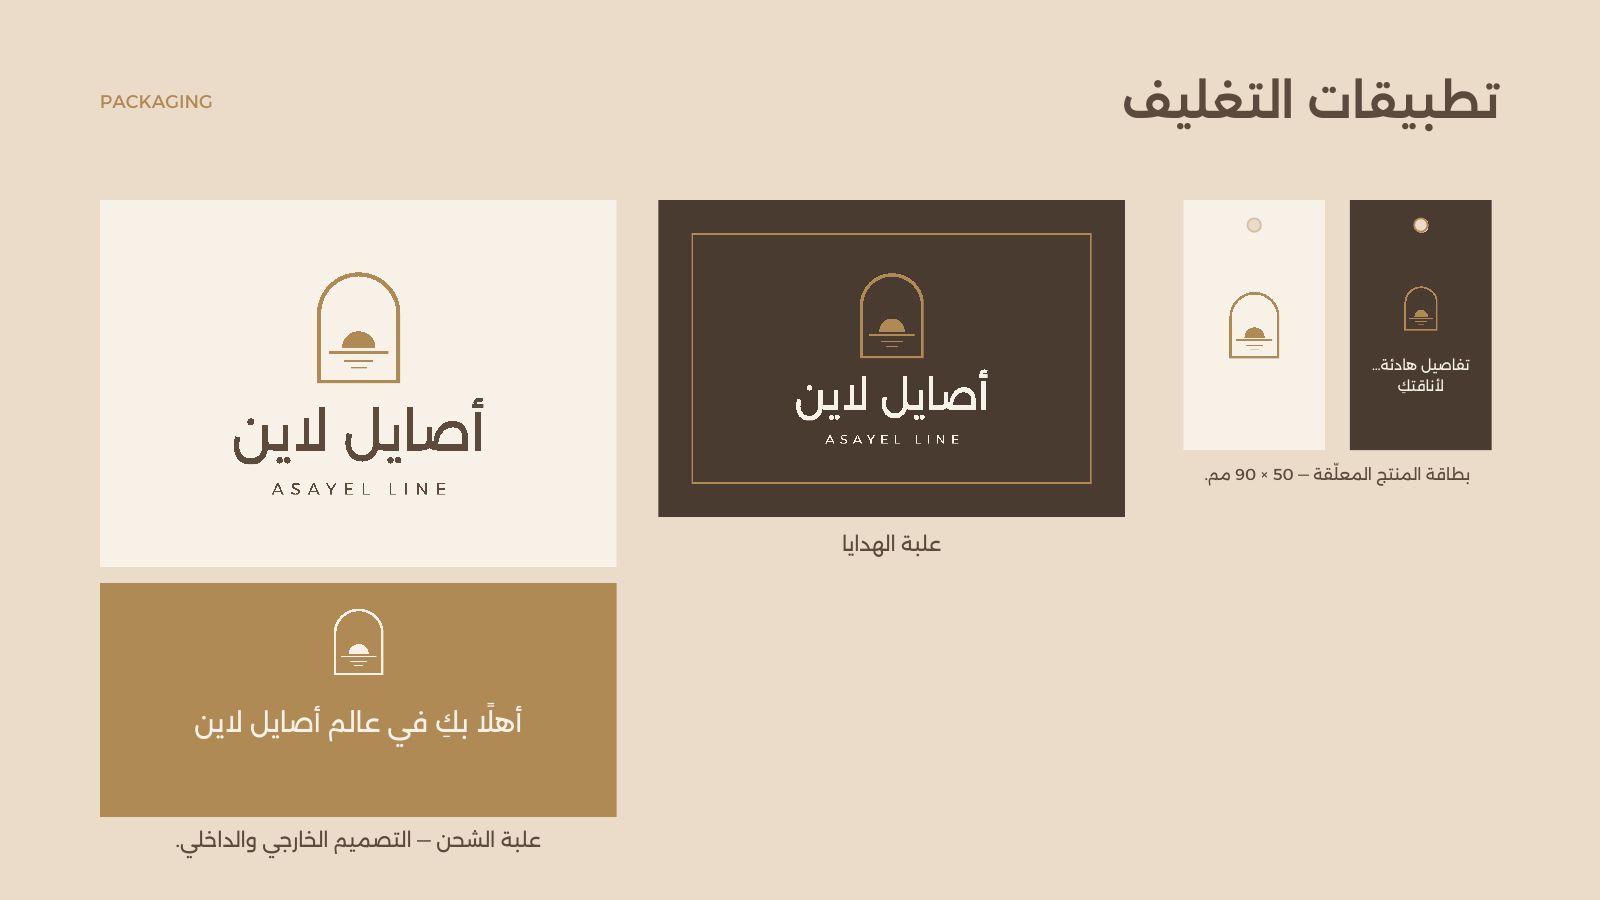 تطبيقات التغليف
PACKAGING
تفاصيل هادئة...
لأناقتكِ
بطاقة المنتج المعلّقة — 50 × 90 مم.
أصايل لاين
ASAYEL LINE
علبة الهدايا
أصايل لاين
ASAYEL LINE
أهلًا بكِ في عالم أصايل لاين
علبة الشحن — التصميم الخارجي والداخلي.